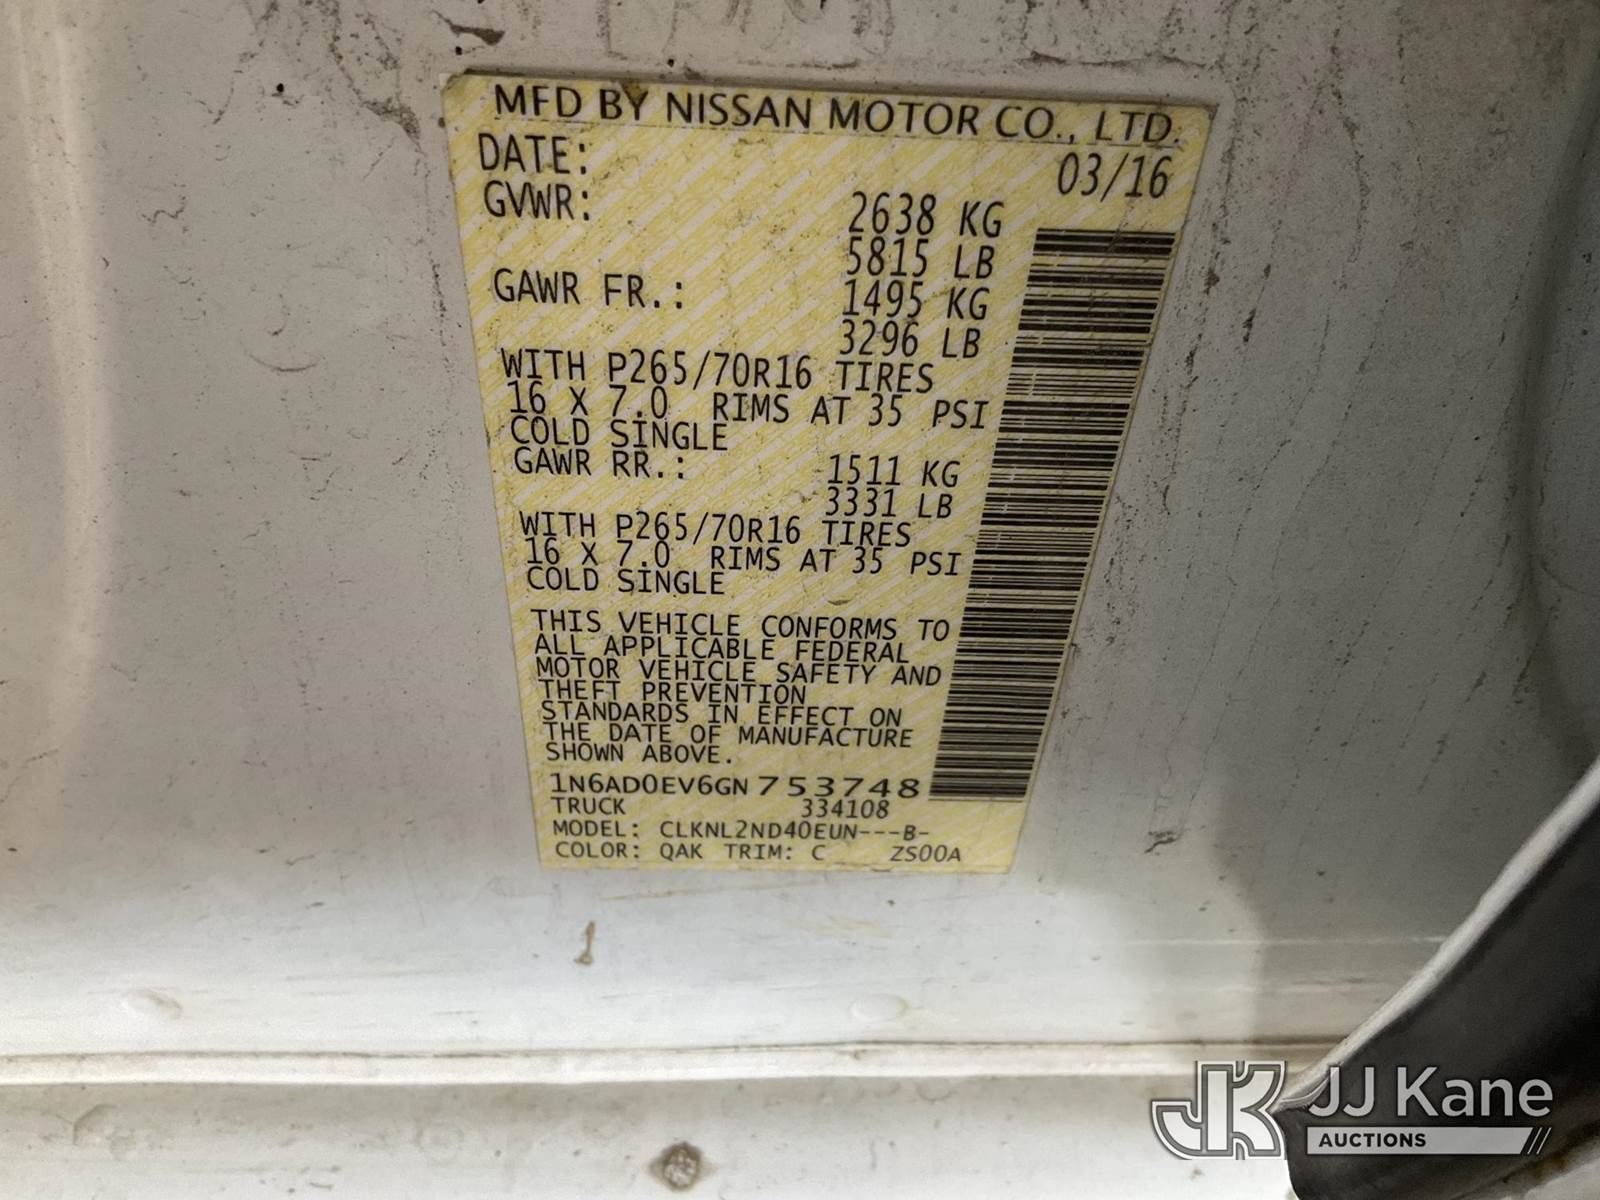 MFD BY NISSAN MOTOR CO., LTD.
DATE: 03/16
GVWR: 2638 KG
5815 LB
GAWR FR.: 1495 KG
3296 LB
WITH P265/70R16 TIRES
16 X 7.0 RIMS AT 35 PSI
COLD SINGLE
GAWR RR.: 1511 KG
3331 LB
WITH P265/70R16 TIRES
16 X 7.0 RIMS AT 35 PSI
COLD SINGLE
THIS VEHICLE CONFORMS TO
ALL APPLICABLE FEDERAL
MOTOR VEHICLE SAFETY AND
THEFT PREVENTION
STANDARDS IN EFFECT ON
THE DATE OF MANUFACTURE
SHOWN ABOVE.
1N6AD0EV6GN753748
TRUCK 334108
MODEL: CLKNL2ND40EUN---B-
COLOR: QAK TRIM: C ZS00A
JK JJ Kane
AUCTIONS